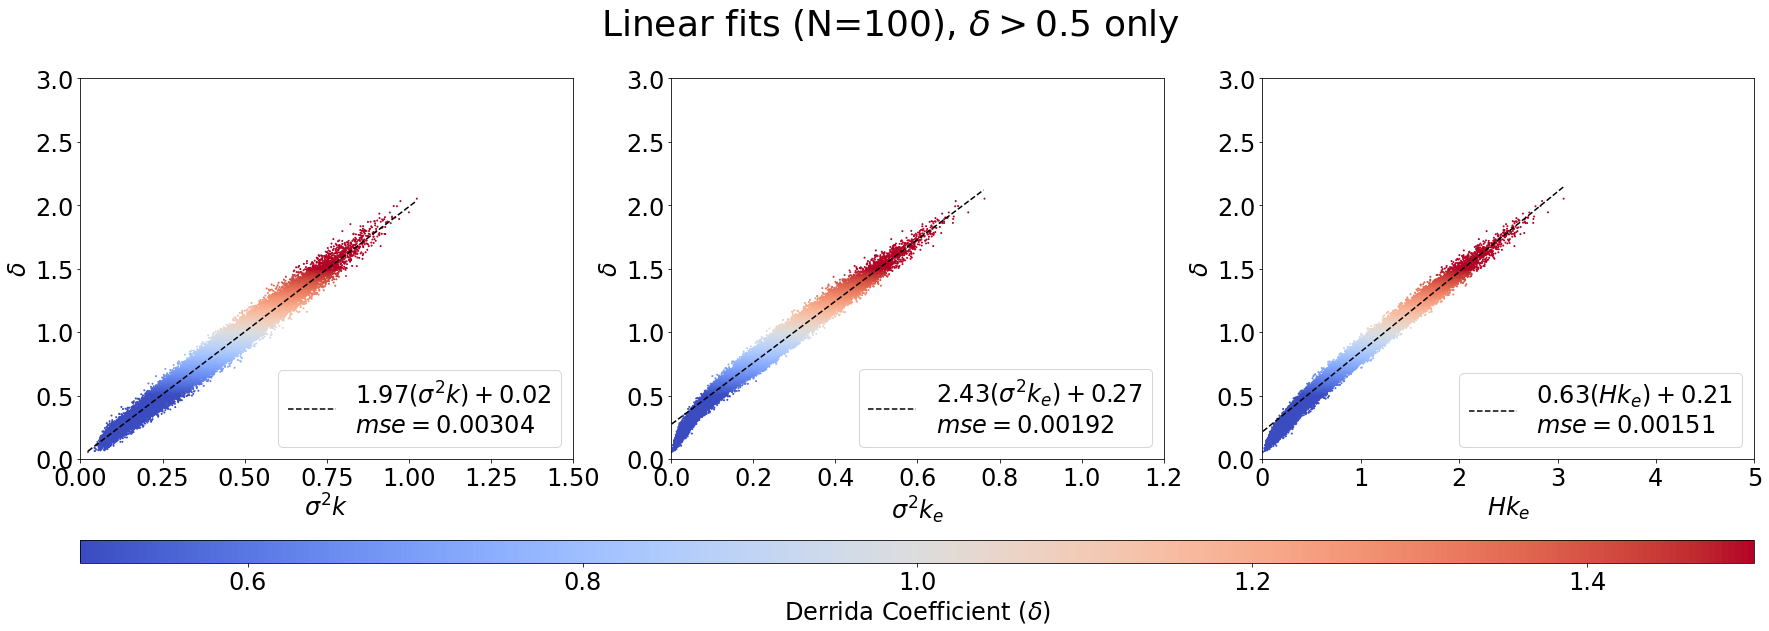 Linear fits (N=100), δ > 0.5 only
3.0
2.5
2.0
1.5
1.0
0.5
0.0
δ
1.97(σ²k) + 0.02
mse = 0.00304
0.00 0.25 0.50 0.75 1.00 1.25 1.50
σ²k
3.0
2.5
2.0
1.5
1.0
0.5
0.0
δ
2.43(σ²kₑ) + 0.27
mse = 0.00192
0.0 0.2 0.4 0.6 0.8 1.0 1.2
σ²kₑ
3.0
2.5
2.0
1.5
1.0
0.5
0.0
δ
0.63(Hkₑ) + 0.21
mse = 0.00151
0 1 2 3 4 5
Hkₑ
0.6 0.8 1.0 1.2 1.4
Derrida Coefficient (δ)